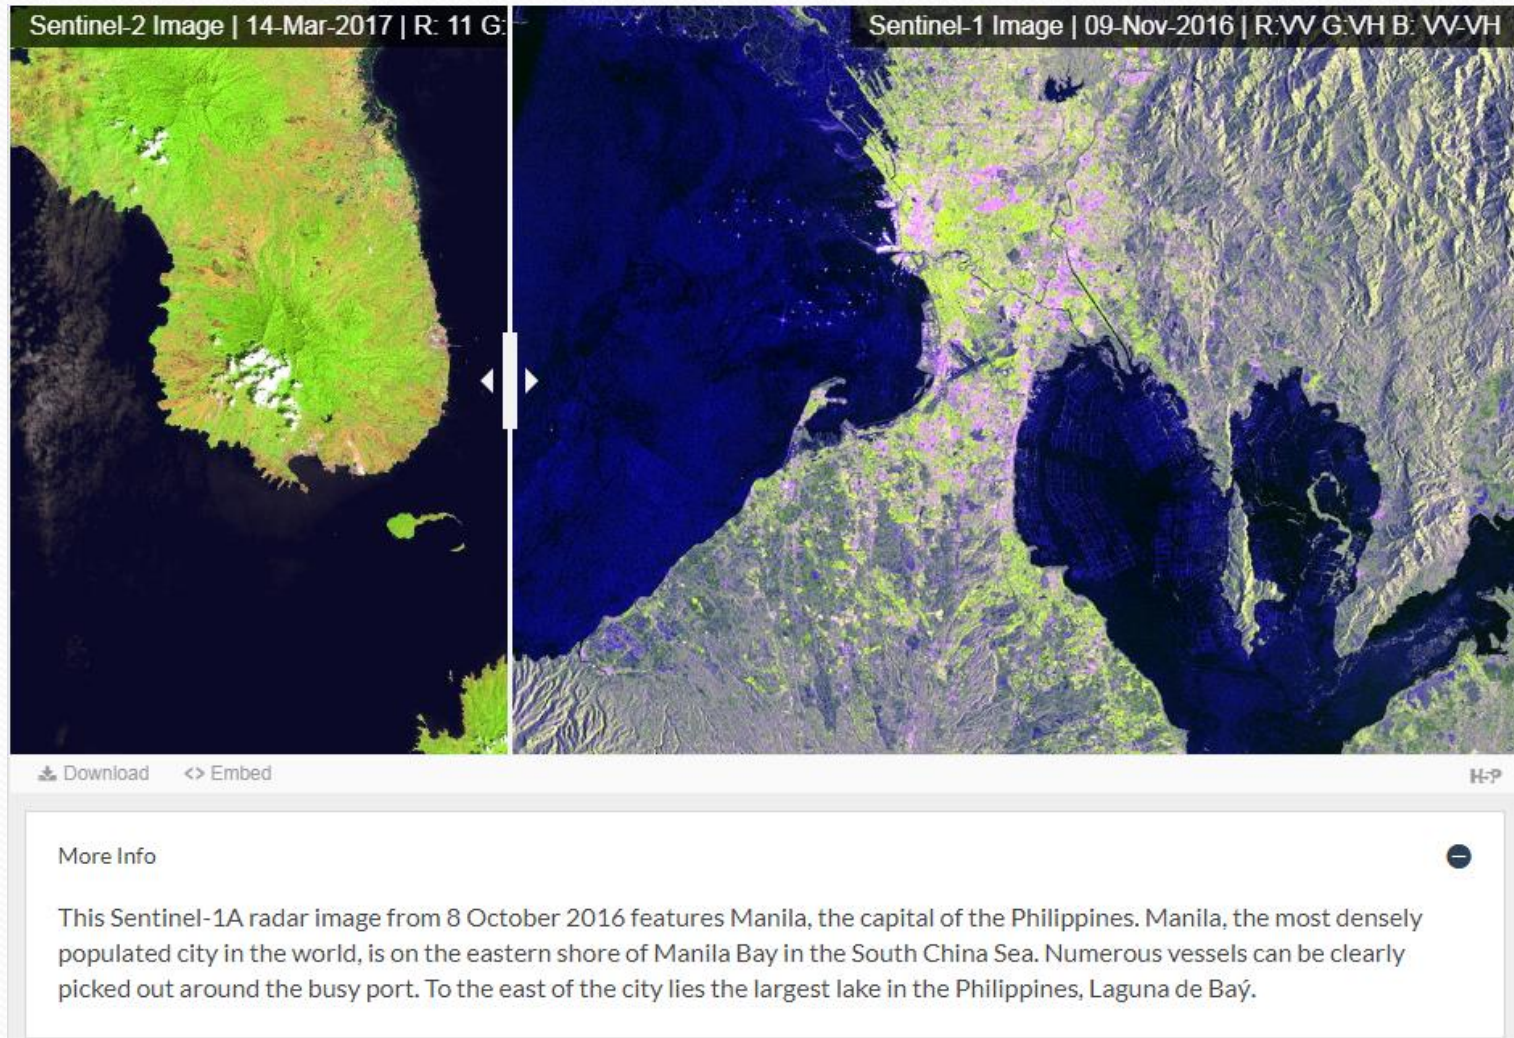 Sentinel-2 Image | 14-Mar-2017 | R: 11 G:
Sentinel-1 Image | 09-Nov-2016 | R:VV G:VH B: VV-VH
Download <> Embed
H-P
More Info
This Sentinel-1A radar image from 8 October 2016 features Manila, the capital of the Philippines. Manila, the most densely
populated city in the world, is on the eastern shore of Manila Bay in the South China Sea. Numerous vessels can be clearly
picked out around the busy port. To the east of the city lies the largest lake in the Philippines, Laguna de Baý.